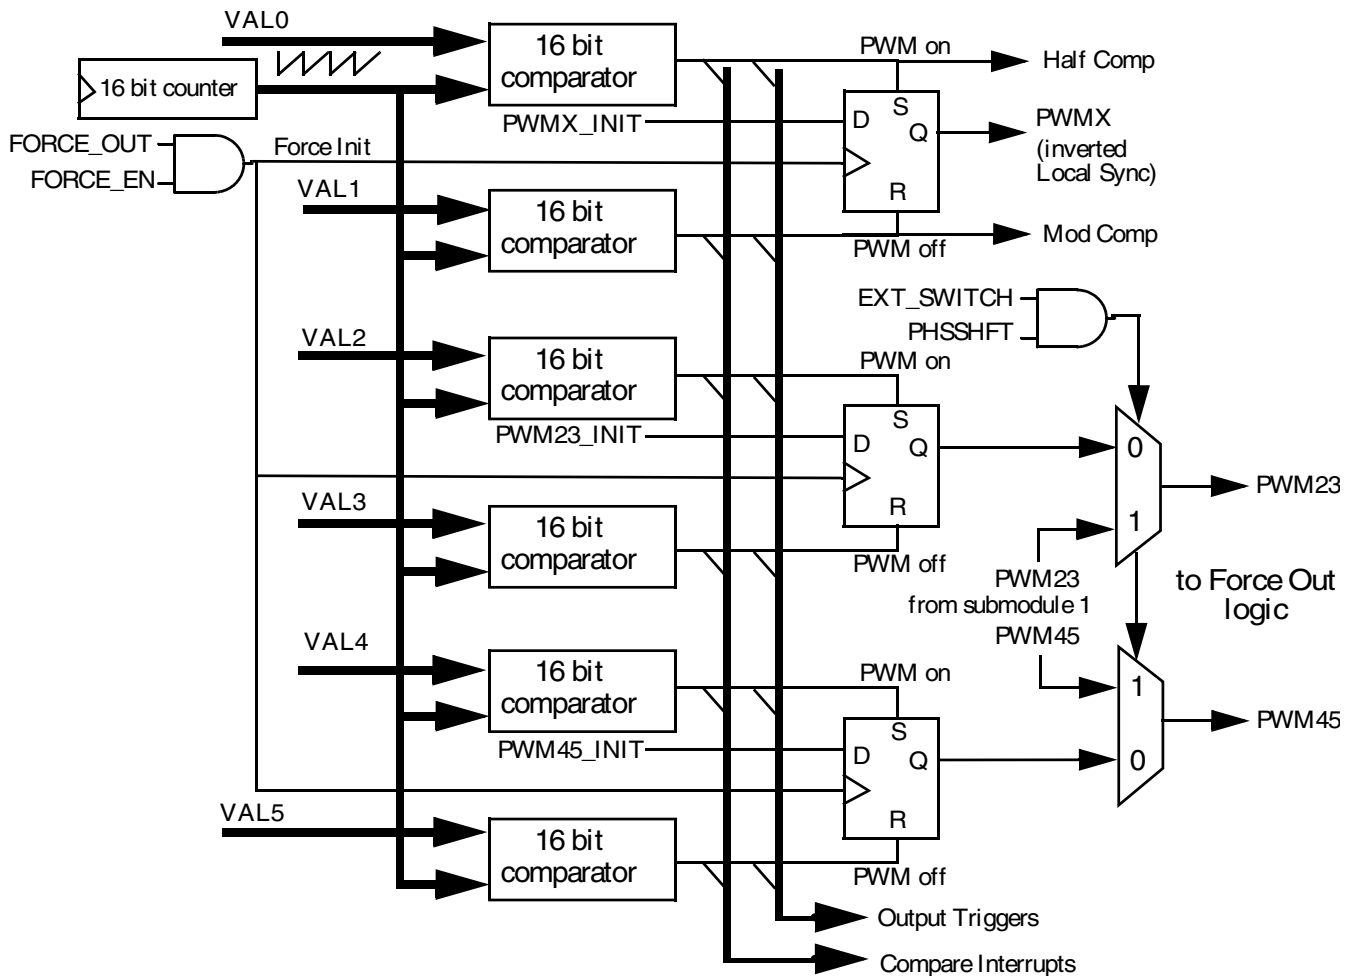 VAL0
16 bit
comparator
PWM on
Half Comp
16 bit counter
PWMX_INIT
D
S
Q
R
PWMX
(inverted
Local Sync)
FORCE_OUT
FORCE_EN
Force Init
VAL1
16 bit
comparator
PWM off
Mod Comp
EXT_SWITCH
PHSSHFT
VAL2
16 bit
comparator
PWM on
PWM23_INIT
D
S
Q
R
0
1
PWM23
VAL3
16 bit
comparator
PWM off
PWM23
from submodule 1
PWM45
to Force Out
logic
VAL4
16 bit
comparator
PWM on
PWM45_INIT
D
S
Q
R
1
0
PWM45
VAL5
16 bit
comparator
PWM off
Output Triggers
Compare Interrupts